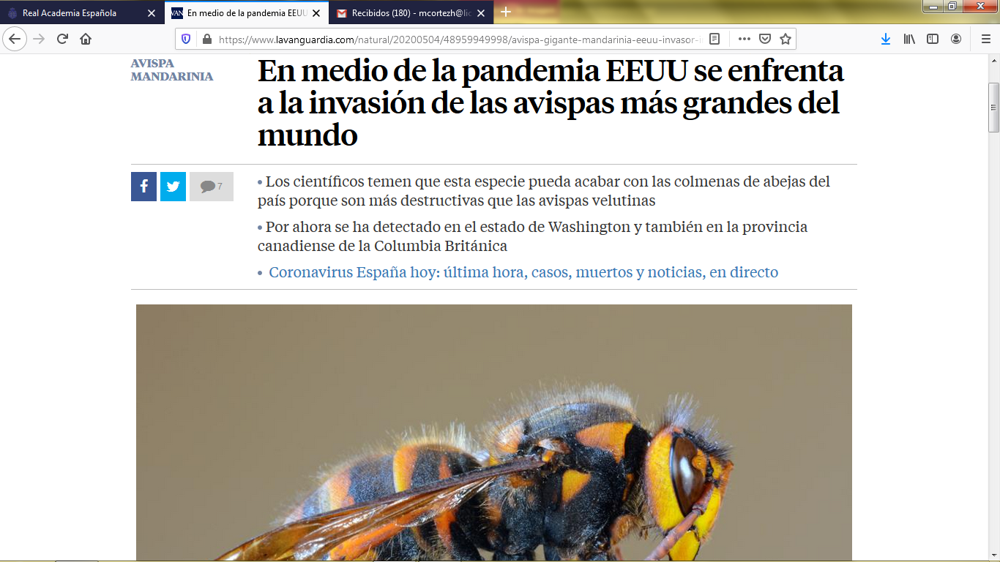 Real Academia Española
VAN En medio de la pandemia EEUU
Recibidos (180) - mcortezh@lic
https://www.lavanguardia.com/natural/20200504/48959949998/avispa-gigante-mandarinia-eeuu-invasor-i
AVISPA
MANDARINIA
En medio de la pandemia EEUU se enfrenta
a la invasión de las avispas más grandes del
mundo
7
• Los científicos temen que esta especie pueda acabar con las colmenas de abejas del
país porque son más destructivas que las avispas velutinas
• Por ahora se ha detectado en el estado de Washington y también en la provincia
canadiense de la Columbia Británica
• Coronavirus España hoy: última hora, casos, muertos y noticias, en directo